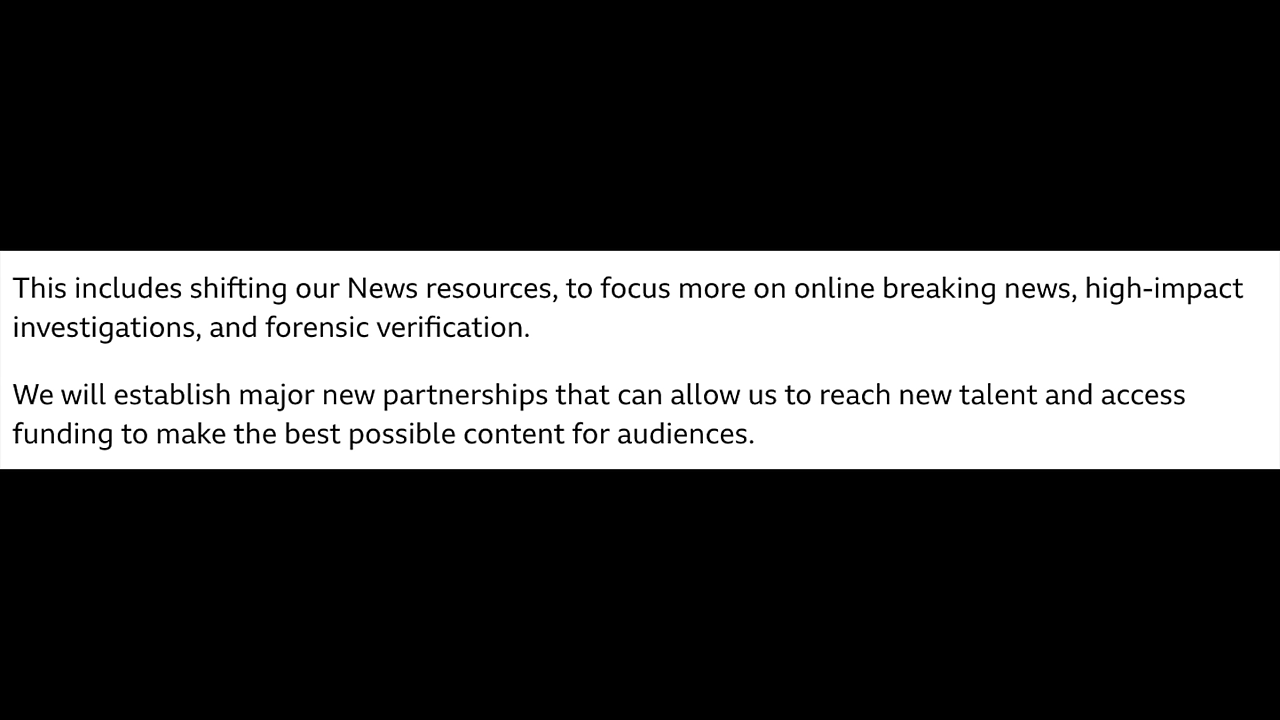 This includes shifting our News resources, to focus more on online breaking news, high-impact
investigations, and forensic verification.
We will establish major new partnerships that can allow us to reach new talent and access
funding to make the best possible content for audiences.